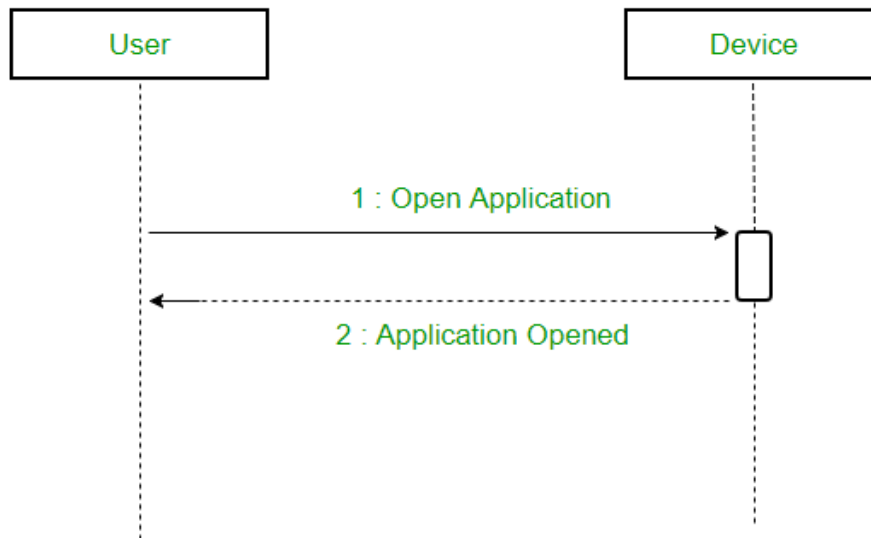 User
Device
1 : Open Application
2 : Application Opened